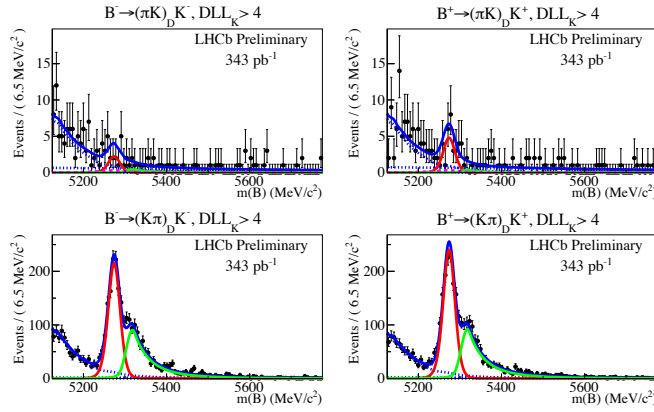 B⁻→(πK)_D K⁻, DLL_K > 4
LHCb Preliminary
343 pb⁻¹
Events / ( 6.5 MeV/c² )
15
10
5
0
5200 5400 5600
m(B) (MeV/c²)
B⁺→(πK)_D K⁺, DLL_K > 4
LHCb Preliminary
343 pb⁻¹
Events / ( 6.5 MeV/c² )
15
10
5
0
5200 5400 5600
m(B) (MeV/c²)
B⁻→(Kπ)_D K⁻, DLL_K > 4
LHCb Preliminary
343 pb⁻¹
Events / ( 6.5 MeV/c² )
200
100
0
5200 5400 5600
m(B) (MeV/c²)
B⁺→(Kπ)_D K⁺, DLL_K > 4
LHCb Preliminary
343 pb⁻¹
Events / ( 6.5 MeV/c² )
200
100
0
5200 5400 5600
m(B) (MeV/c²)